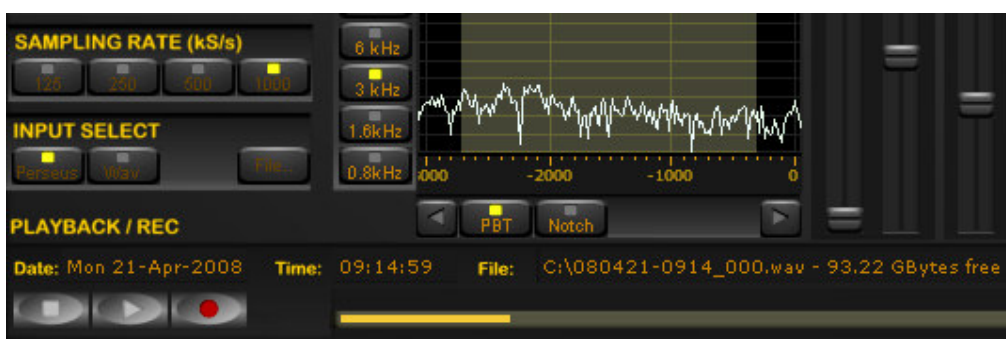 SAMPLING RATE (kS/s)
125 250 500 1000
6 kHz
3 kHz
INPUT SELECT
1.6kHz
Perseus Wav File...
0.8kHz
000 -2000 -1000 0
PBT Notch
PLAYBACK / REC
Date: Mon 21-Apr-2008 Time: 09:14:59 File: C:\080421-0914_000.wav - 93.22 GBytes free